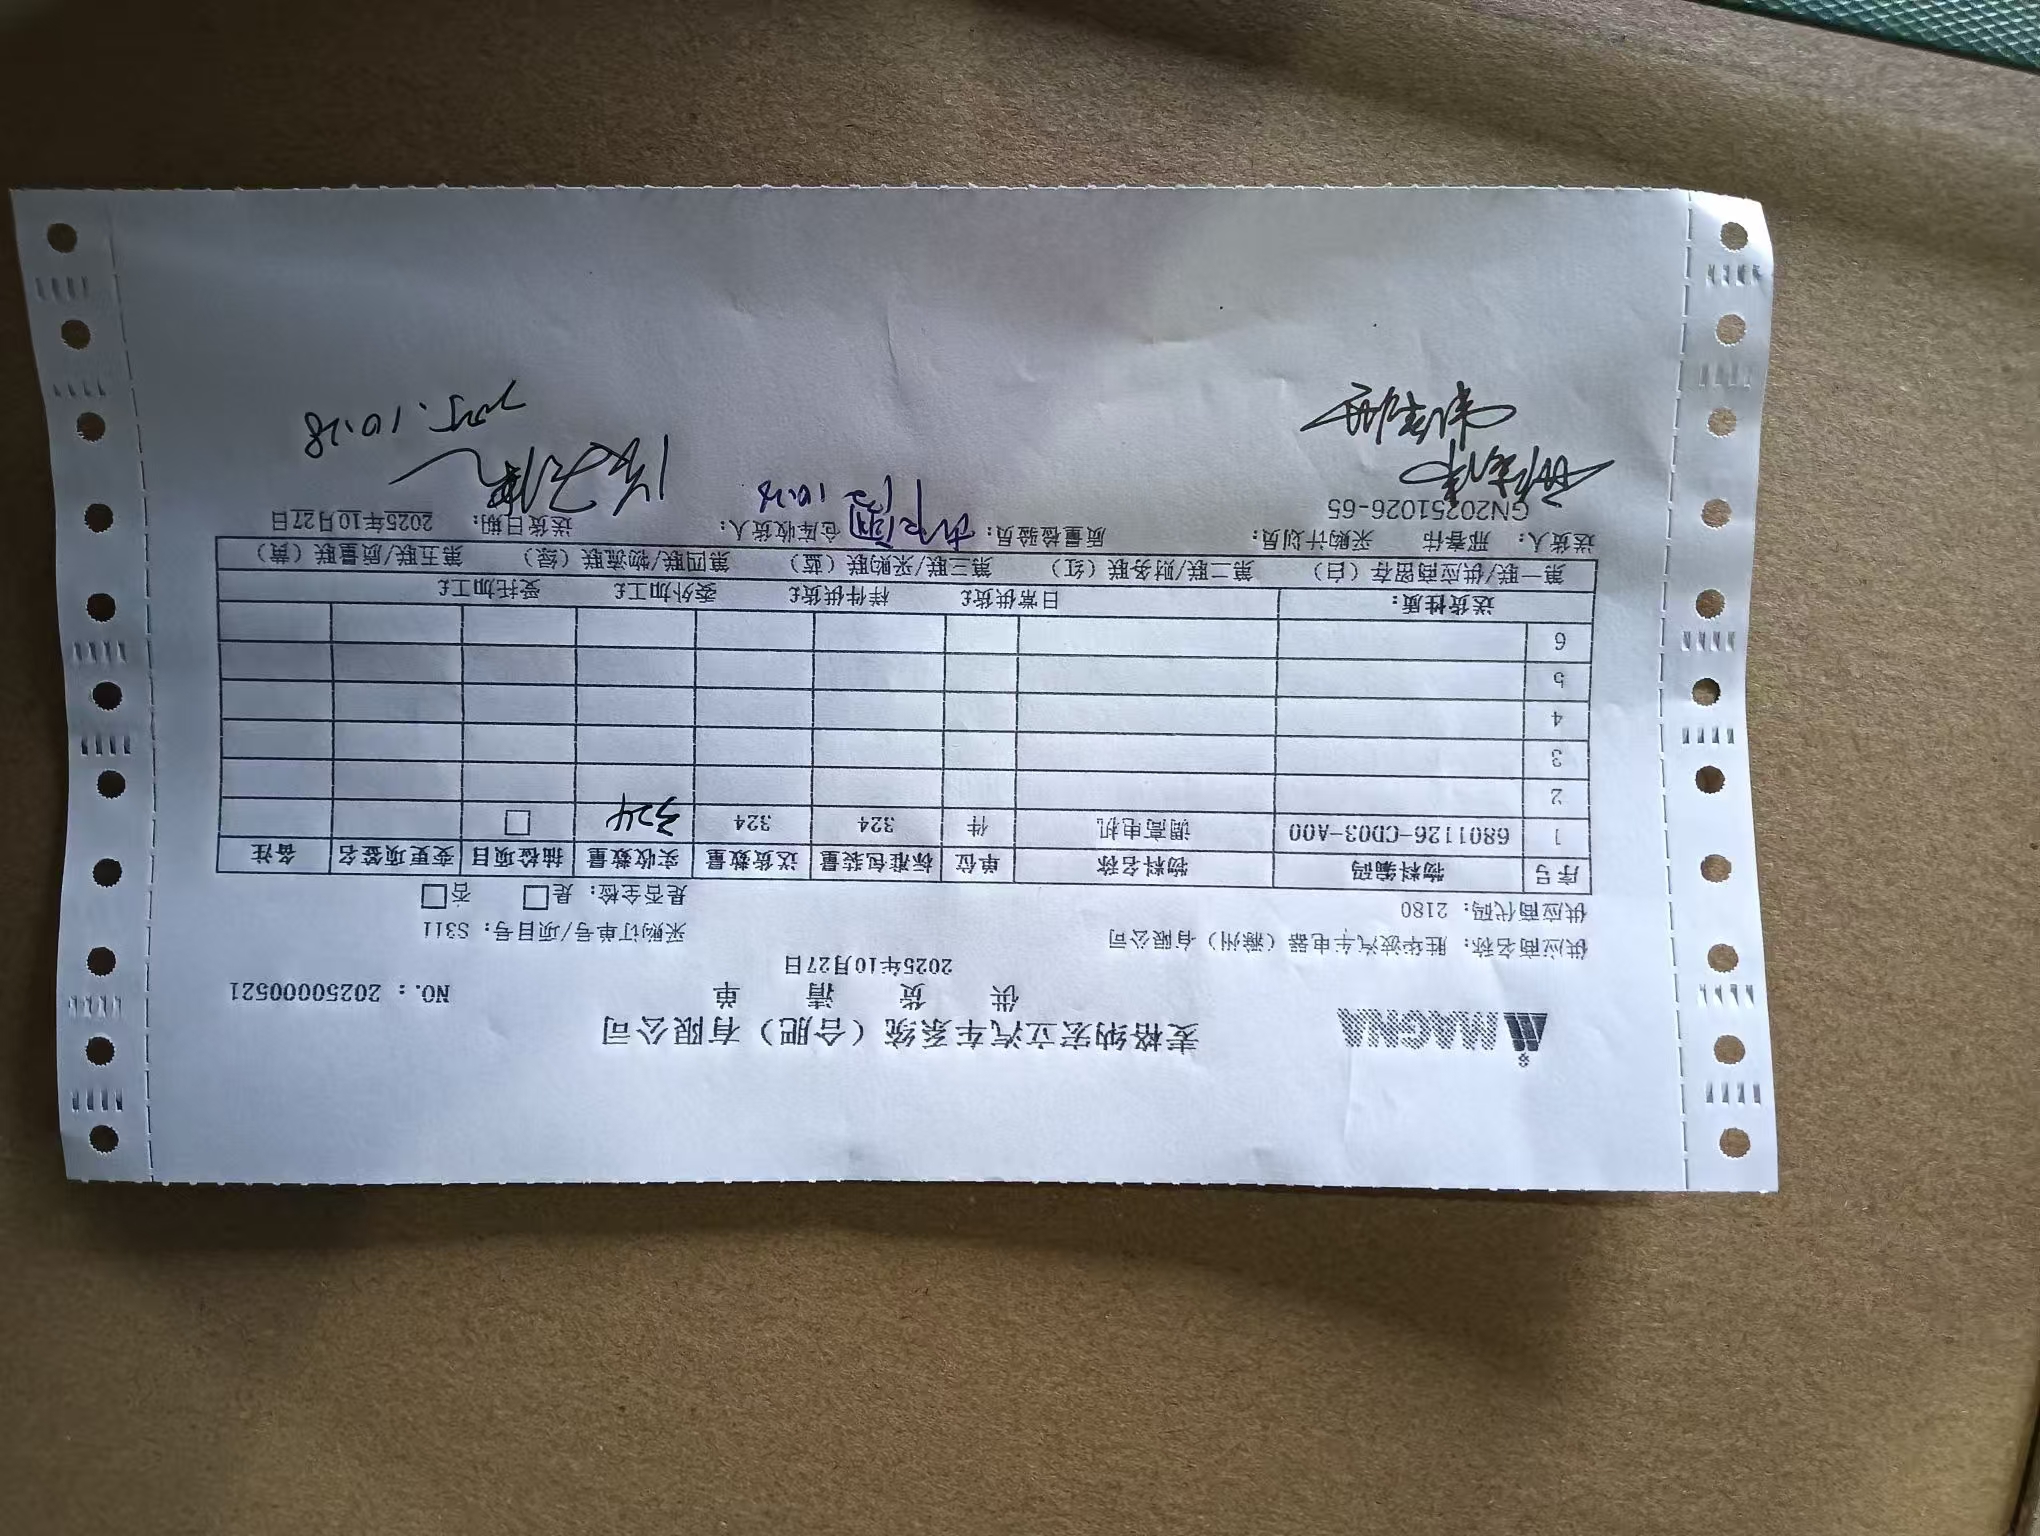 MAGNA
麦格纳宏立汽车系统（合肥）有限公司
供 货 清 单
NO.: 20250000521
2025年10月27日
供应商名称: 胜华波汽车电器（滁州）有限公司 采购订单号/项目号: S311
供应商代码: 2180 是否全检: 是□ 否□
序号 物料编码 物料名称 单位 标准包装量 送货数量 实收数量 抽检项目 变更项签名 备注
1 6801126-CD03-A00 调高电机 件 324 324 324 □
2
3
4
5
6
送货性质: 日常供货£ 样件供货£ 委外加工£ 受托加工£
第一联/供应商留存（白） 第二联/财务联（红） 第三联/采购联（蓝） 第四联/物流联（绿） 第五联/质量联（黄）
送货人: 邢春伟 采购计划员: 质量检验员: 仓库收货人: 送货日期: 2025年10月27日
GN20251026-65
10.28
2025.10.28